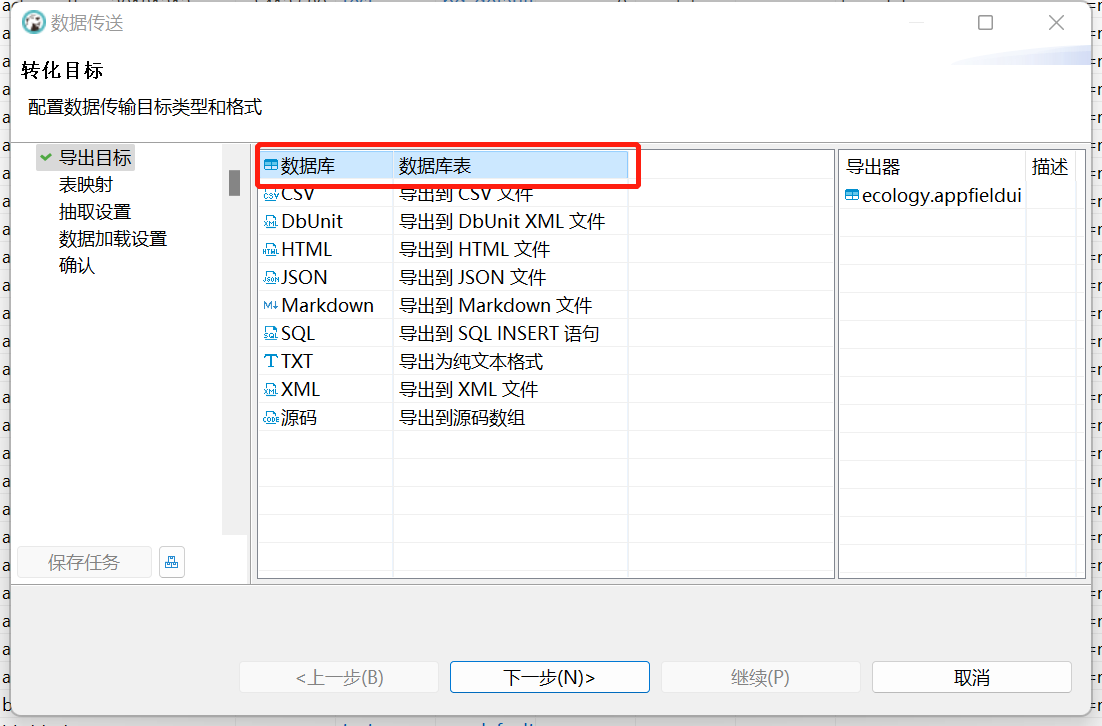 数据传送
转化目标
配置数据传输目标类型和格式
导出目标
表映射
抽取设置
数据加载设置
确认
保存任务
数据库 数据库表
CSV 导出到 CSV 文件
DbUnit 导出到 DbUnit XML 文件
HTML 导出到 HTML 文件
JSON 导出到 JSON 文件
Markdown 导出到 Markdown 文件
SQL 导出到 SQL INSERT 语句
TXT 导出为纯文本格式
XML 导出到 XML 文件
源码 导出到源码数组
导出器 描述
ecology.appfieldui
<上一步(B) 下一步(N)> 继续(P) 取消